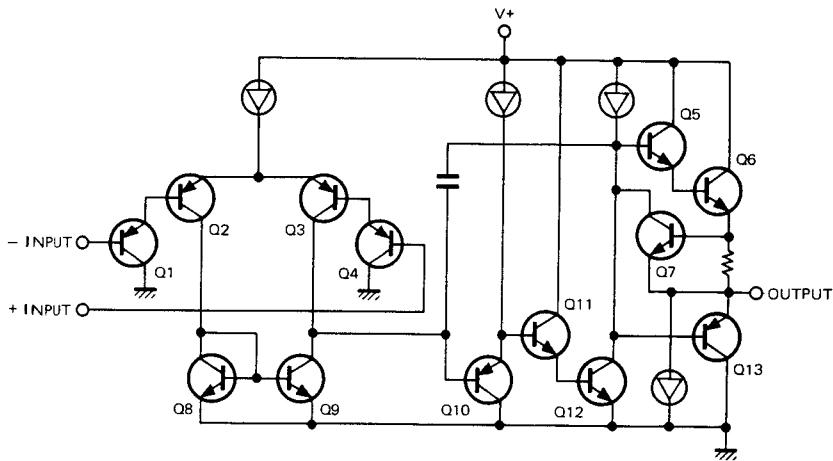 V+
Q5
Q6
Q2
Q3
− INPUT
Q1
Q4
Q7
+ INPUT
OUTPUT
Q11
Q8
Q9
Q10
Q12
Q13